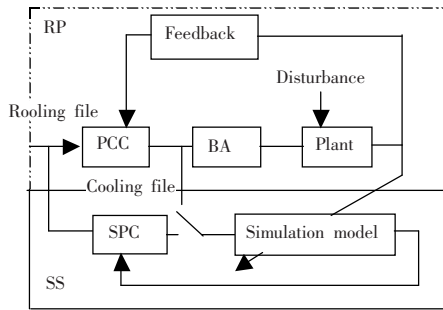 RP
Feedback
Disturbance
Rooling file
PCC
BA
Plant
Cooling file
SPC
Simulation model
SS